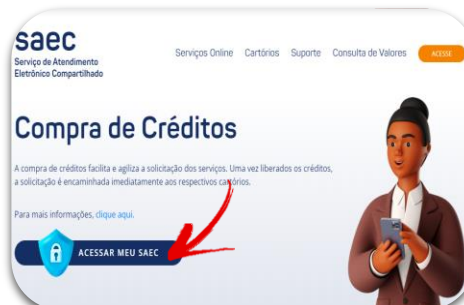 saec
Serviço de Atendimento
Eletrônico Compartilhado
Serviços Online Cartórios Suporte Consulta de Valores ACESSE
Compra de Créditos
A compra de créditos facilita e agiliza a solicitação dos serviços. Uma vez liberados os créditos,
a solicitação é encaminhada imediatamente aos respectivos cartórios.
Para mais informações, clique aqui.
ACESSAR MEU SAEC